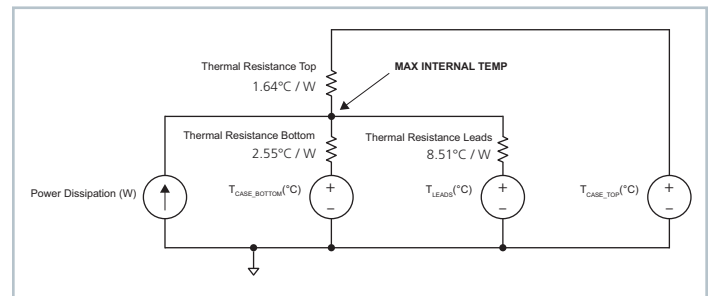 Thermal Resistance Top
1.64°C / W
MAX INTERNAL TEMP
Thermal Resistance Bottom
2.55°C / W
Thermal Resistance Leads
8.51°C / W
Power Dissipation (W)
T_CASE_BOTTOM(°C)
+
–
T_LEADS(°C)
+
–
T_CASE_TOP(°C)
+
–